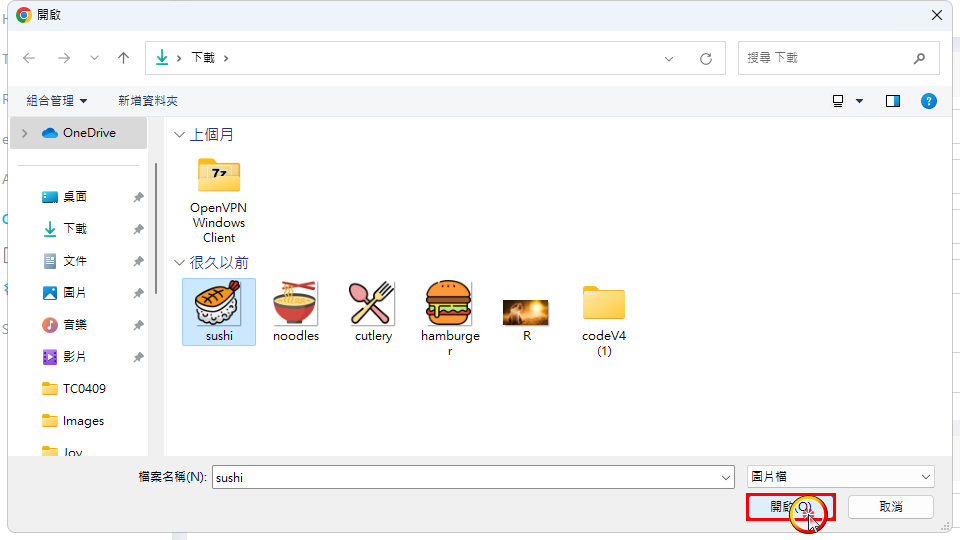 開啟
下載
搜尋 下載
組合管理
新增資料夾
OneDrive
桌面
下載
文件
圖片
音樂
影片
TC0409
Images
Joy
上個月
7z
OpenVPN
Windows
Client
很久以前
sushi
noodles
cutlery
hamburge
r
R
codeV4
(1)
檔案名稱(N):
sushi
圖片檔
開啟(O)
取消